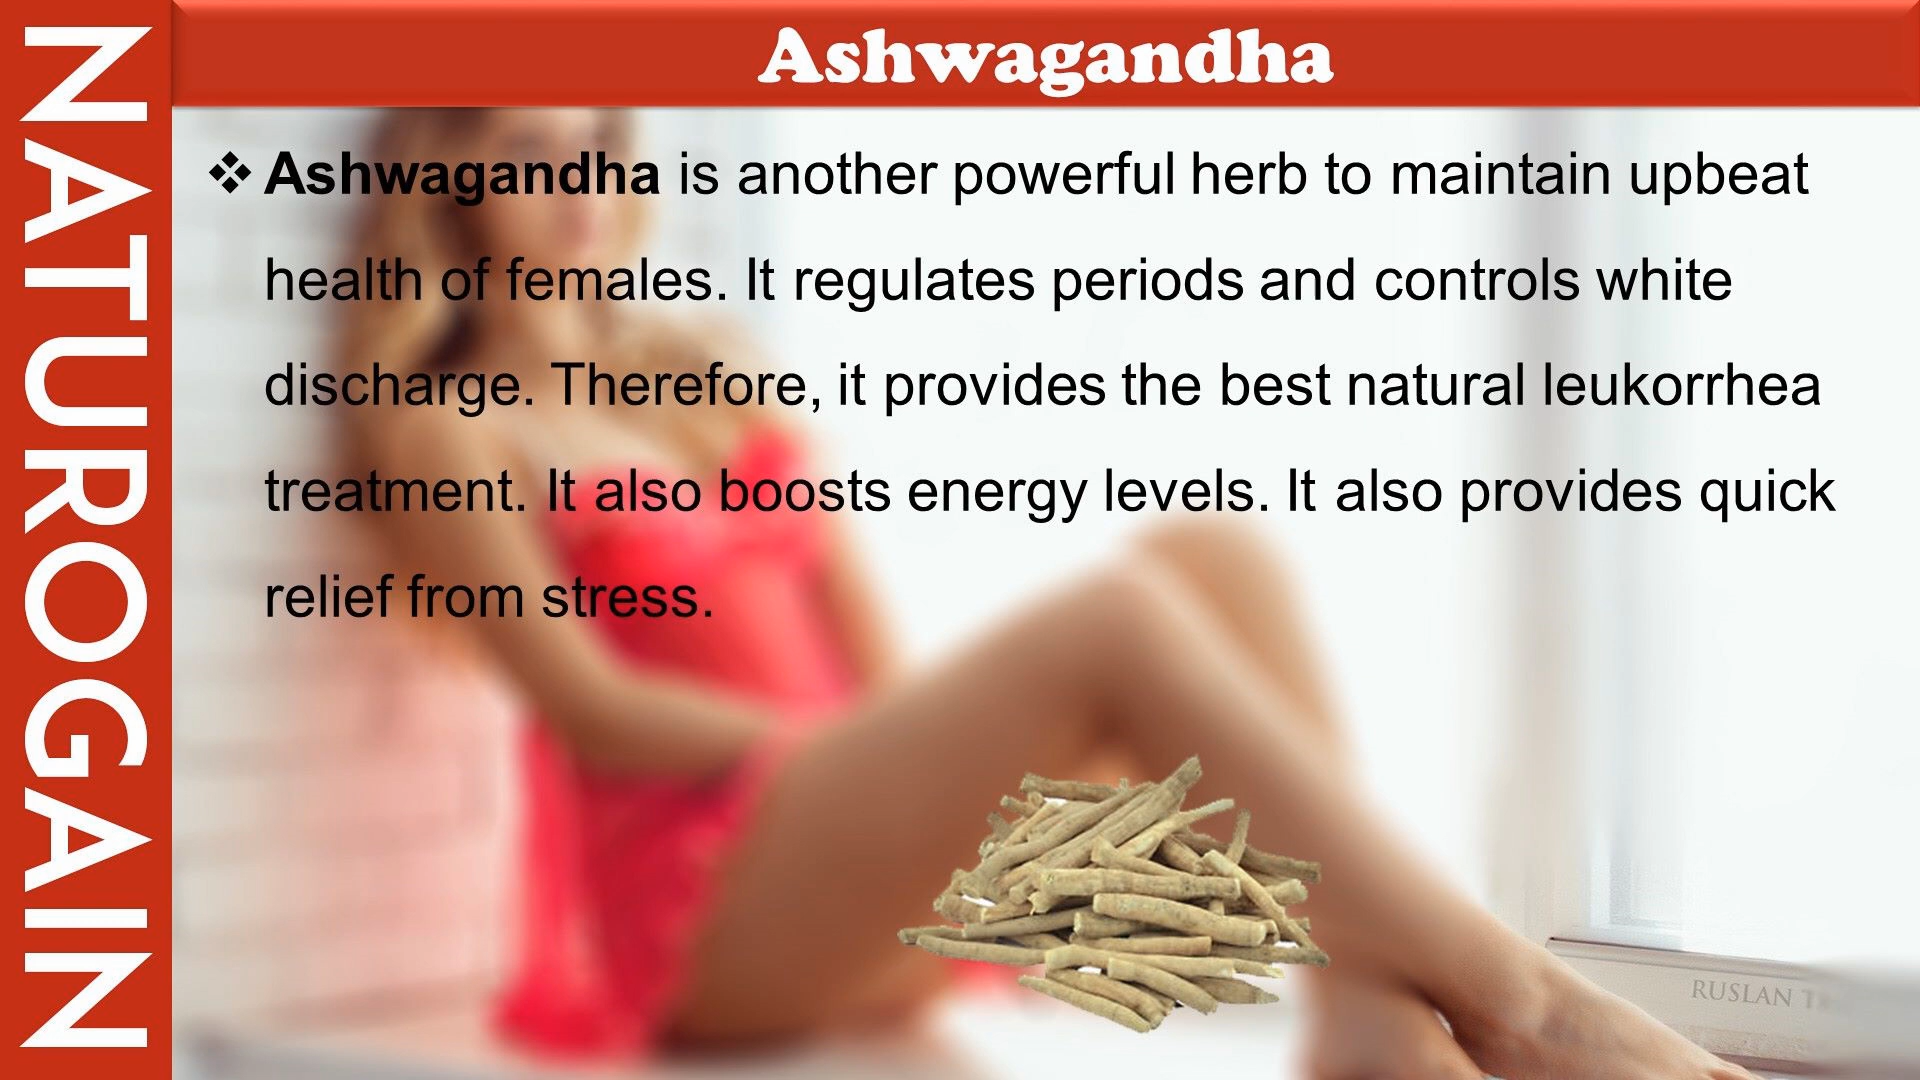 NATUROGAIN
Ashwagandha
❖ Ashwagandha is another powerful herb to maintain upbeat
health of females. It regulates periods and controls white
discharge. Therefore, it provides the best natural leukorrhea
treatment. It also boosts energy levels. It also provides quick
relief from stress.
RUSLAN